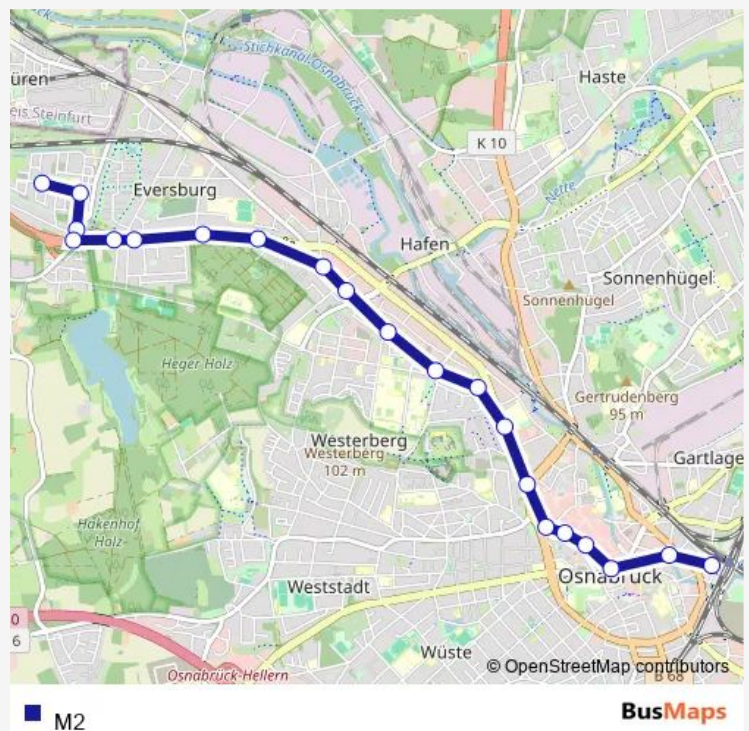 Stichkanal Osnabrück
Haste
üren
eis Steinfurt
K 10
Eversburg
Nette
Hafen
Sonnenhügel
Sonnenhügel
Heger Holz
Gertrudenberg
95 m
Westerberg
Westerberg
102 m
Gartlage
Hakenhof
Holz
Osnabrück
Weststadt
0
6
Wüste
Osnabrück-Hellern
© OpenStreetMap contributors
B 68
M2
BusMaps